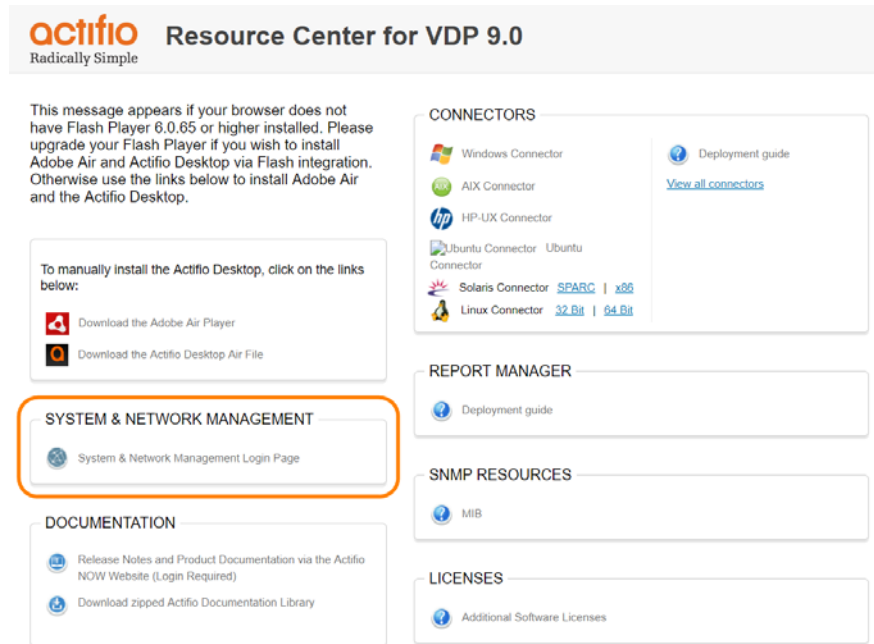 actifio
Radically Simple
Resource Center for VDP 9.0
This message appears if your browser does not
have Flash Player 6.0.65 or higher installed. Please
upgrade your Flash Player if you wish to install
Adobe Air and Actifio Desktop via Flash integration.
Otherwise use the links below to install Adobe Air
and the Actifio Desktop.
To manually install the Actifio Desktop, click on the links
below:
Download the Adobe Air Player
Download the Actifio Desktop Air File
SYSTEM & NETWORK MANAGEMENT
System & Network Management Login Page
DOCUMENTATION
Release Notes and Product Documentation via the Actifio
NOW Website (Login Required)
Download zipped Actifio Documentation Library
CONNECTORS
Windows Connector
AIX
AIX Connector
hp
HP-UX Connector
Ubuntu Connector Ubuntu
Connector
Solaris Connector SPARC | x86
Linux Connector 32 Bit | 64 Bit
? Deployment guide
View all connectors
REPORT MANAGER
? Deployment guide
SNMP RESOURCES
? MIB
LICENSES
? Additional Software Licenses